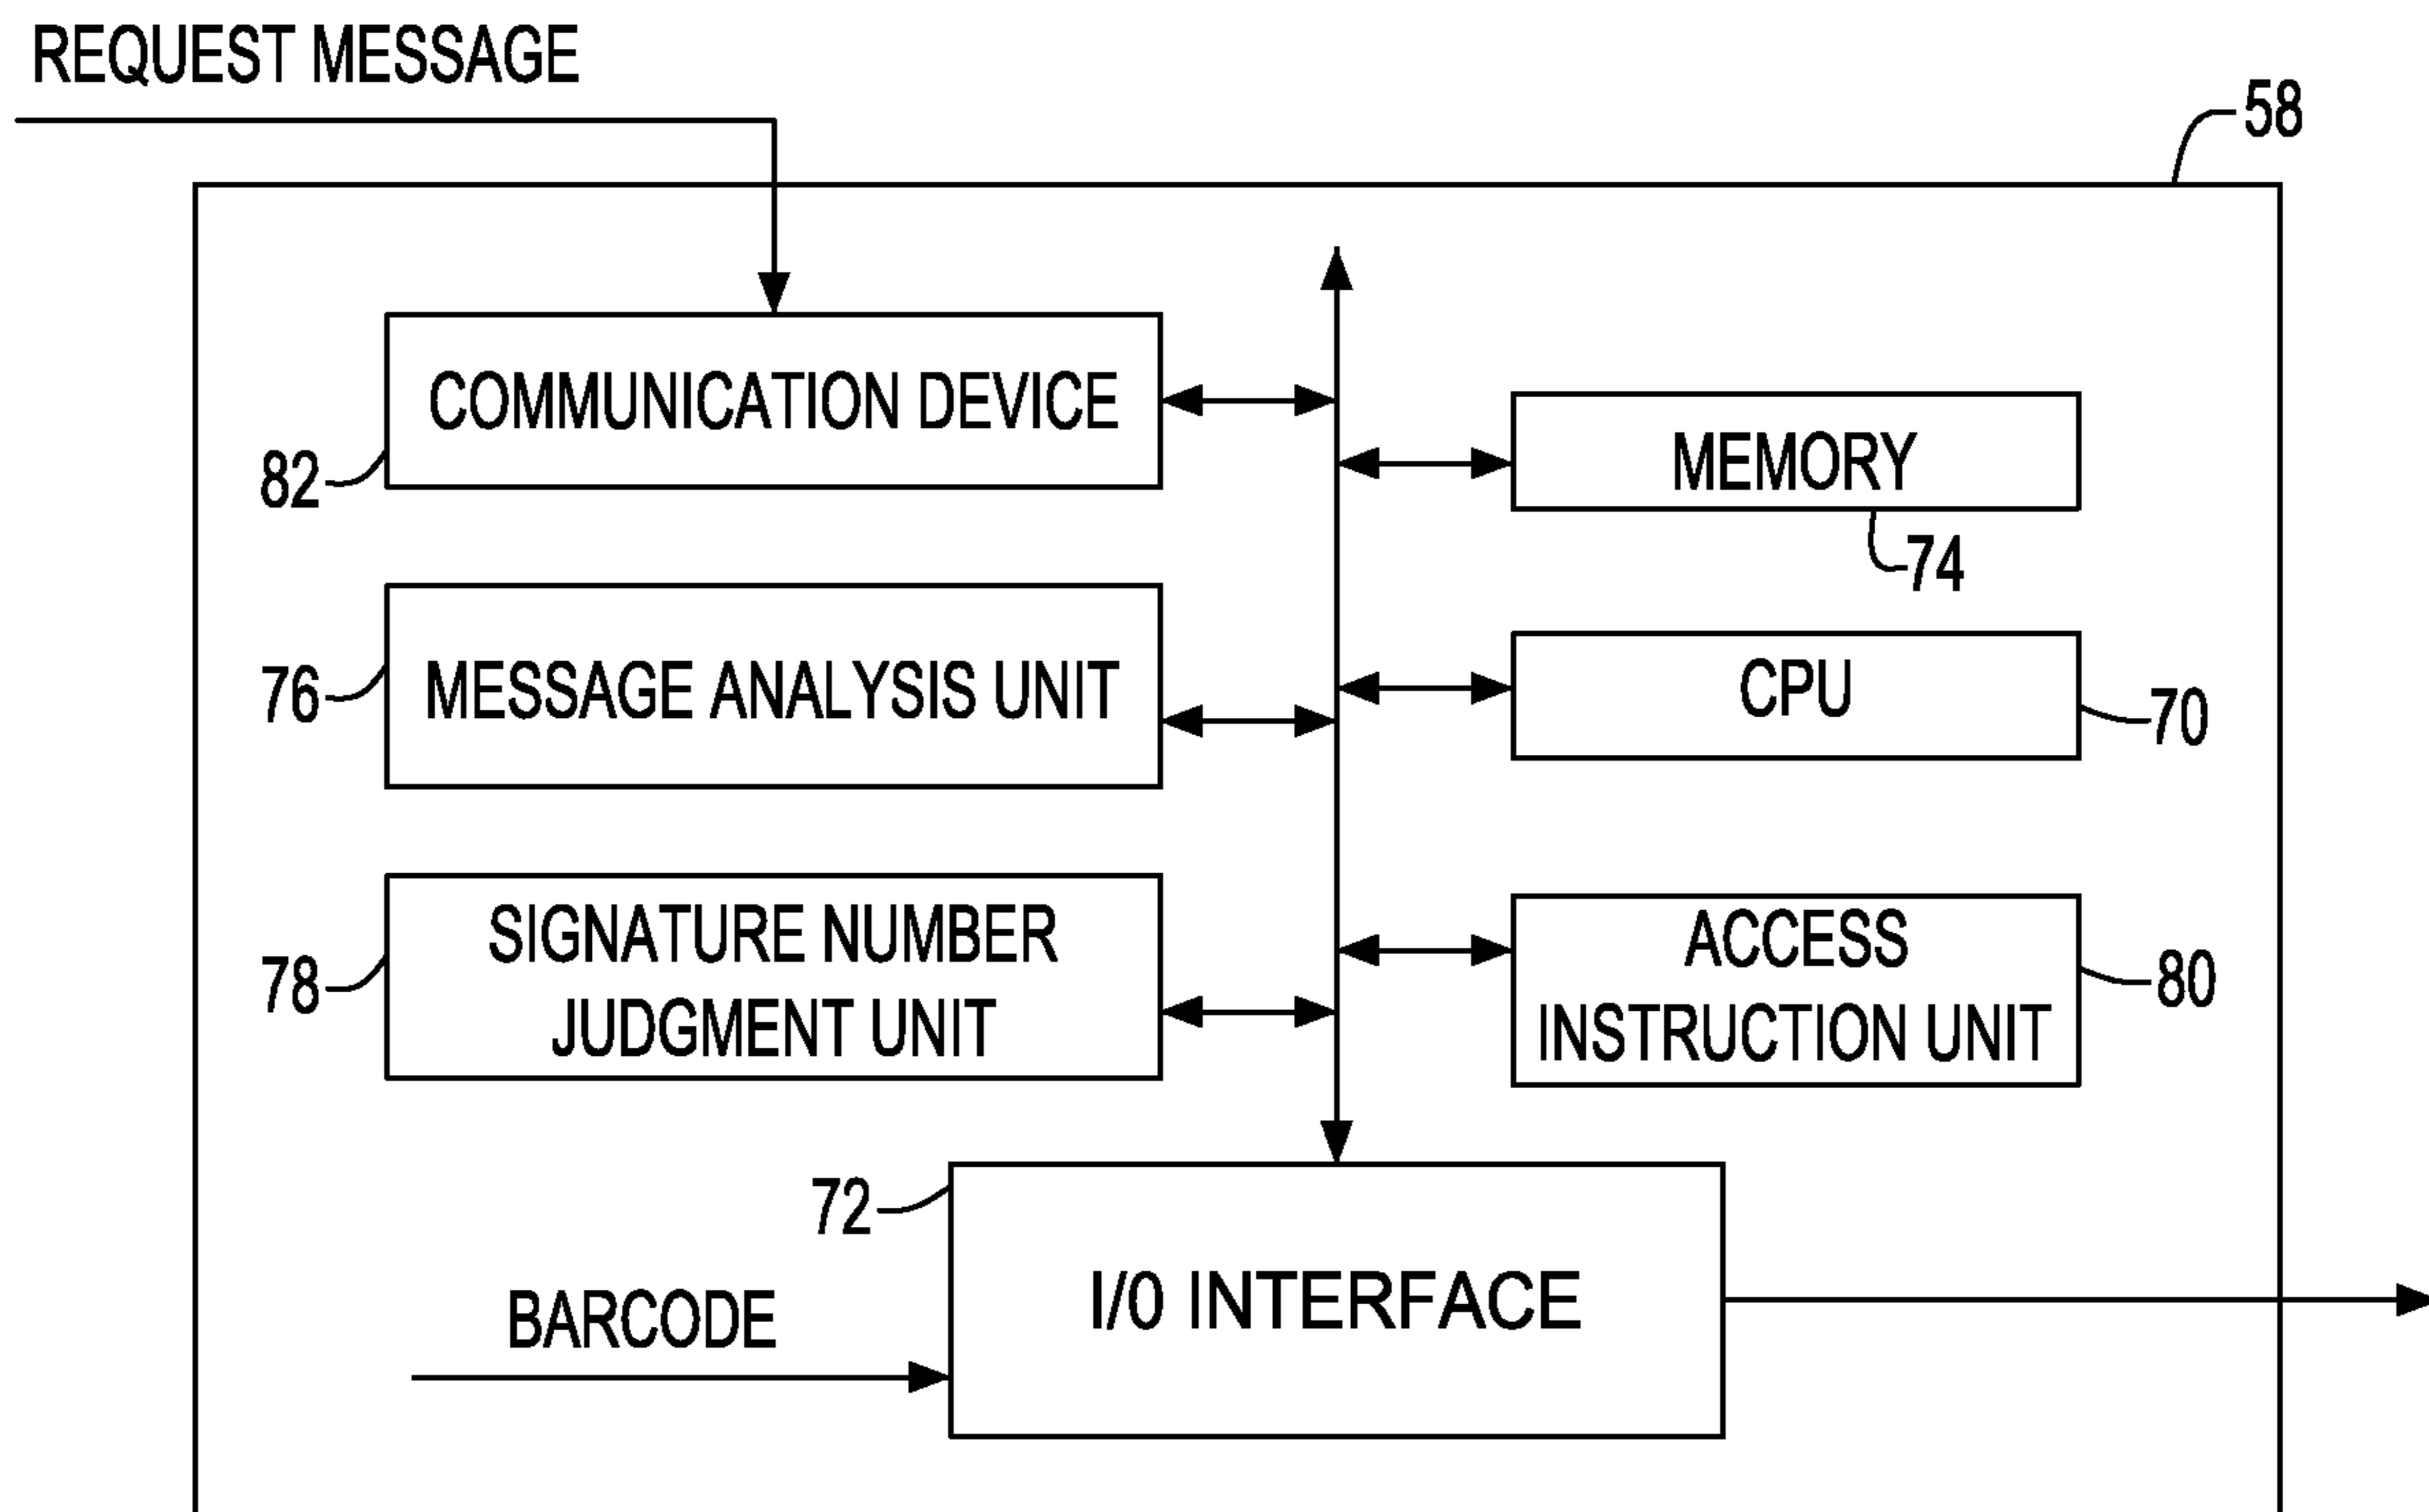 REQUEST MESSAGE
58
COMMUNICATION DEVICE
82
MEMORY
74
MESSAGE ANALYSIS UNIT
76
CPU
70
SIGNATURE NUMBER
JUDGMENT UNIT
78
ACCESS
INSTRUCTION UNIT
80
72
I/O INTERFACE
BARCODE